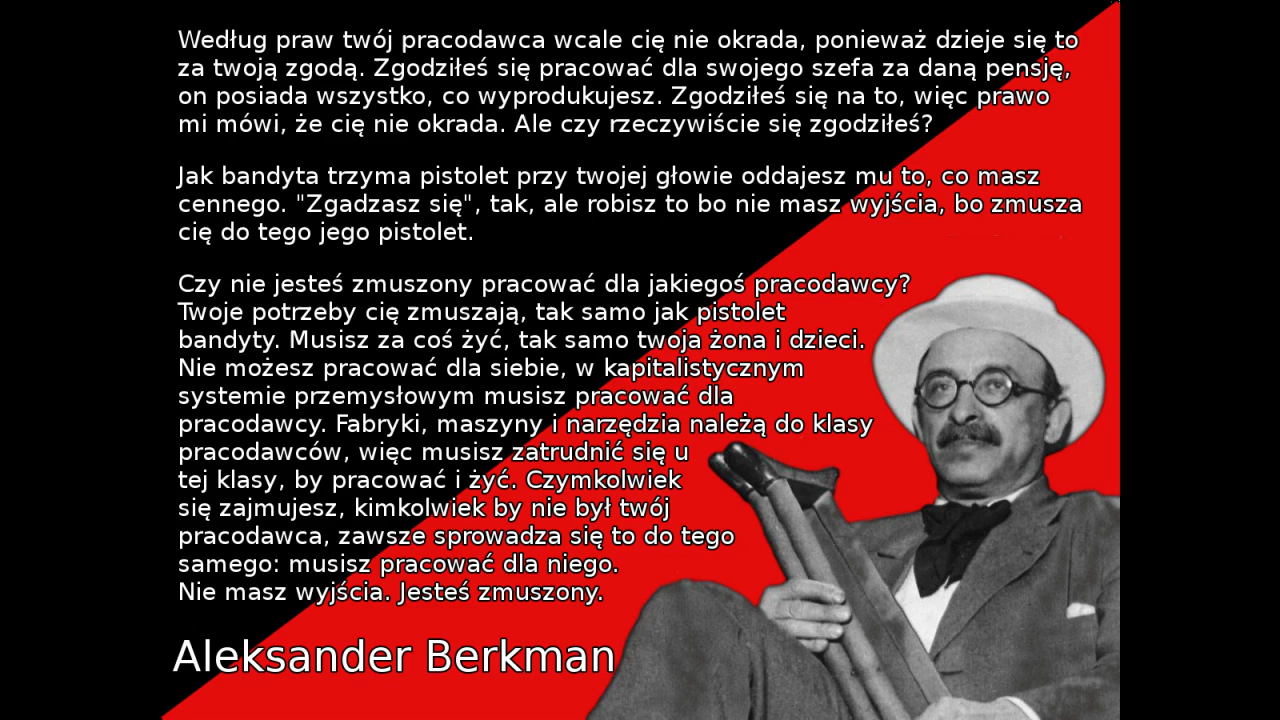 Według praw twój pracodawca wcale cię nie okrada, ponieważ dzieje się to
za twoją zgodą. Zgodziłeś się pracować dla swojego szefa za daną pensję,
on posiada wszystko, co wyprodukujesz. Zgodziłeś się na to, więc prawo
mi mówi, że cię nie okrada. Ale czy rzeczywiście się zgodziłeś?
Jak bandyta trzyma pistolet przy twojej głowie oddajesz mu to, co masz
cennego. "Zgadzasz się", tak, ale robisz to bo nie masz wyjścia, bo zmusza
cię do tego jego pistolet.
Czy nie jesteś zmuszony pracować dla jakiegoś pracodawcy?
Twoje potrzeby cię zmuszają, tak samo jak pistolet
bandyty. Musisz za coś żyć, tak samo twoja żona i dzieci.
Nie możesz pracować dla siebie, w kapitalistycznym
systemie przemysłowym musisz pracować dla
pracodawcy. Fabryki, maszyny i narzędzia należą do klasy
pracodawców, więc musisz zatrudnić się u
tej klasy, by pracować i żyć. Czymkolwiek
się zajmujesz, kimkolwiek by nie był twój
pracodawca, zawsze sprowadza się to do tego
samego: musisz pracować dla niego.
Nie masz wyjścia. Jesteś zmuszony.
Aleksander Berkman